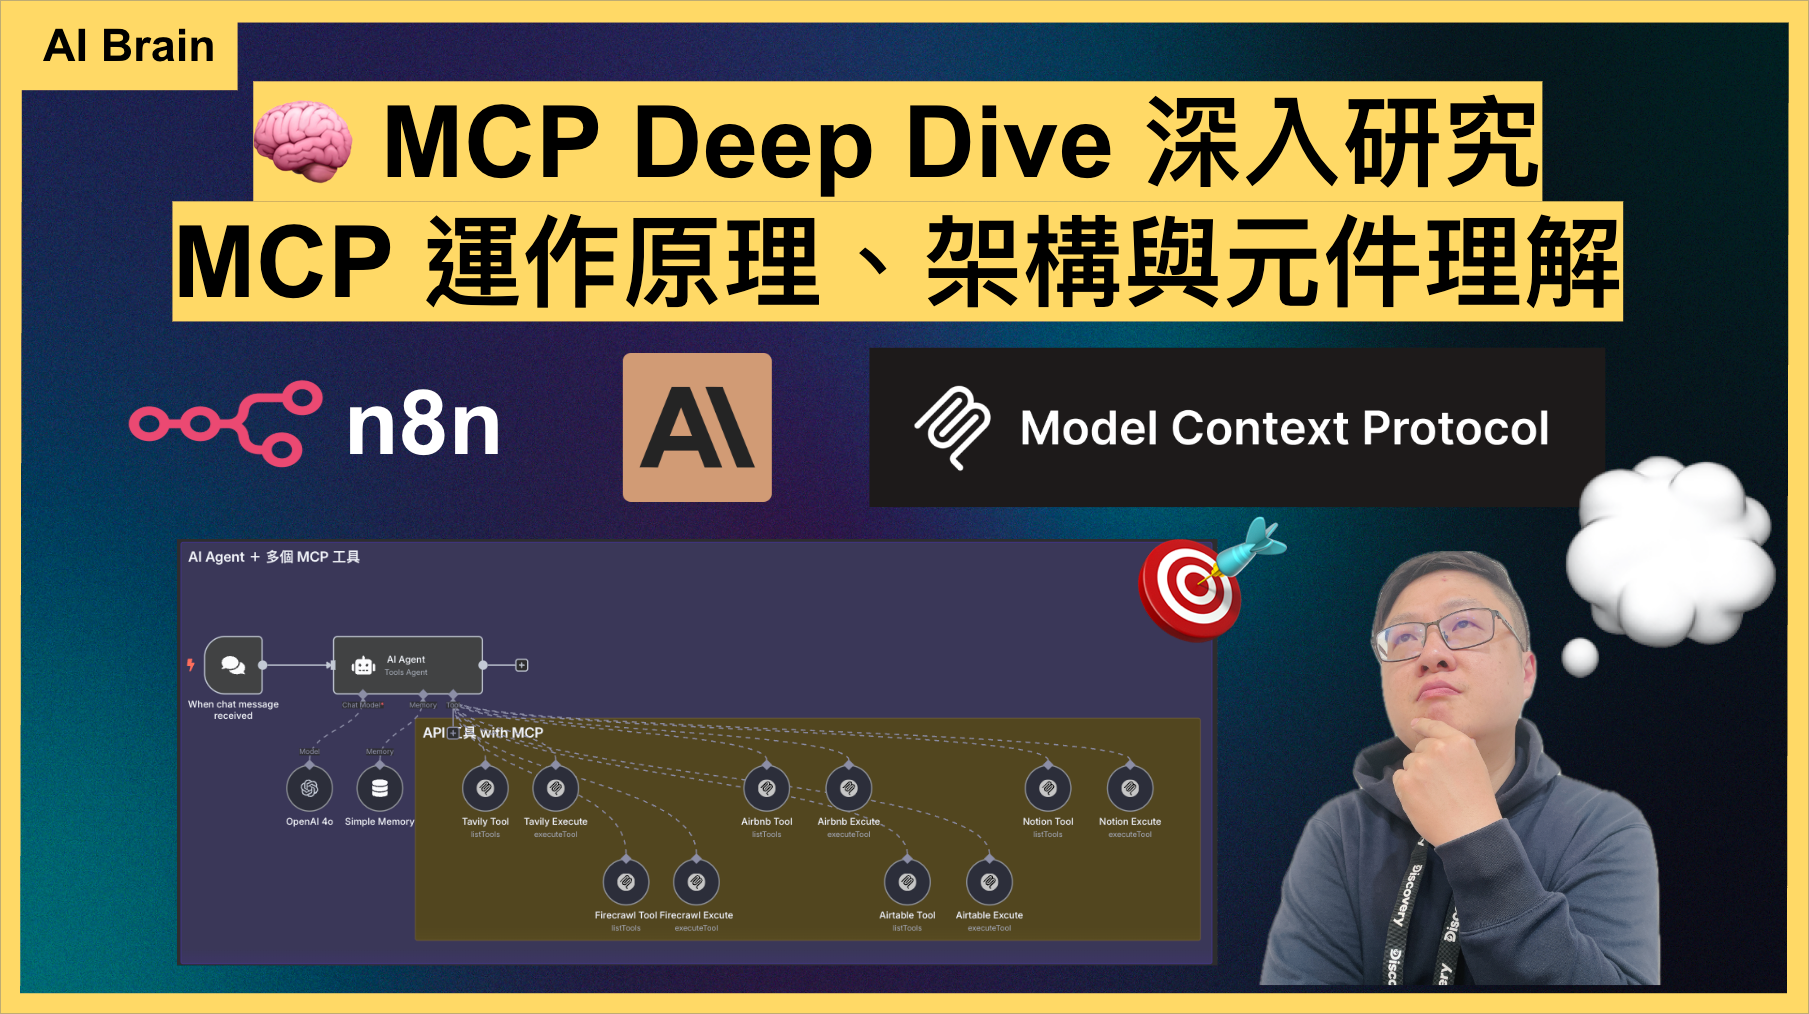 AI Brain
MCP Deep Dive 深入研究
MCP 運作原理、架構與元件理解
n8n
AI
Model Context Protocol
AI Agent + 多個 MCP 工具
When chat message
received
AI Agent
Tools Agent
Chat Model*
Memory
Model
Memory
API 工具 with MCP
OpenAI 4o
Simple Memory
Tavily Tool
listTools
Tavily Execute
executeTool
Airbnb Tool
listTools
Airbnb Excute
executeTool
Notion Tool
listTools
Notion Excute
executeTool
Firecrawl Tool
listTools
Firecrawl Excute
executeTool
Airtable Tool
listTools
Airtable Excute
executeTool
Discovery